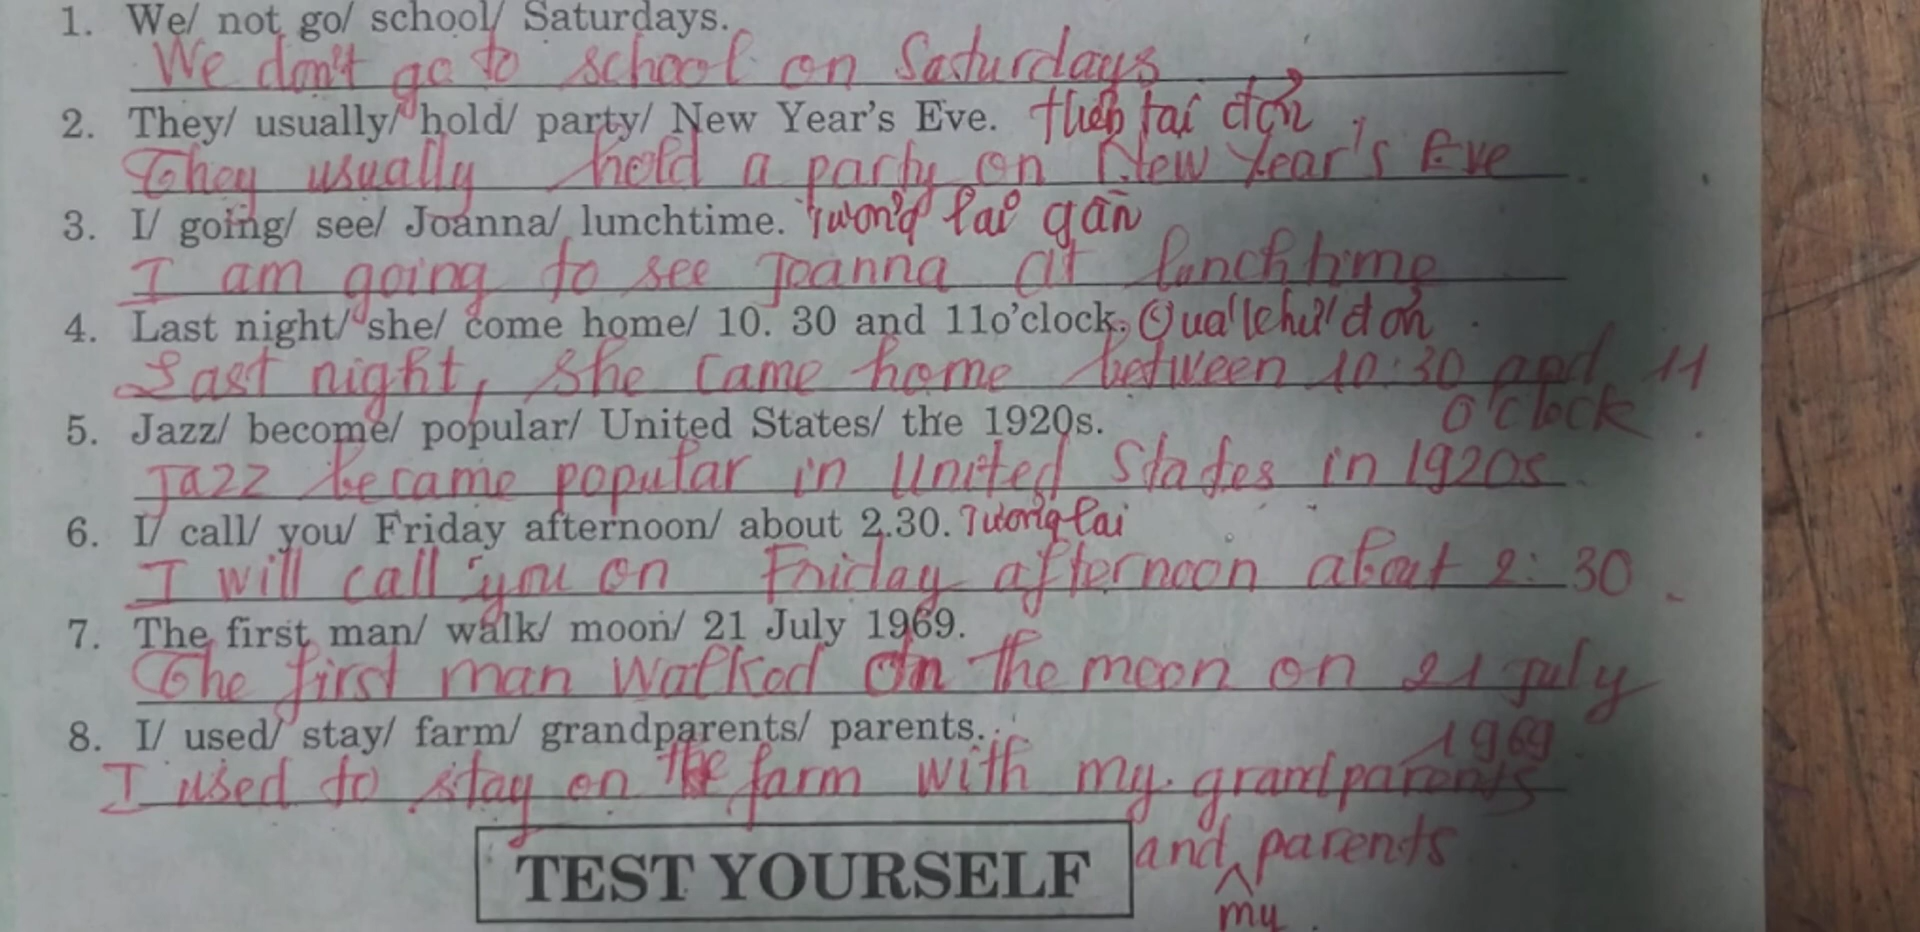 1. We/ not go/ school/ Saturdays.
We don't go to school on Saturdays
2. They/ usually/ hold/ party/ New Year's Eve. hiện tại đơn
They usually hold a party on New Year's Eve
3. I/ going/ see/ Joanna/ lunchtime. Tương lai gần
I am going to see Joanna at lunchtime
4. Last night/ she/ come home/ 10. 30 and 11o'clock. Quá khứ đơn
Last night, she came home between 10:30 and 11
o'clock
5. Jazz/ become/ popular/ United States/ the 1920s.
Jazz became popular in United States in 1920s
6. I/ call/ you/ Friday afternoon/ about 2.30. Tương lai
I will call you on Friday afternoon about 2:30
7. The first man/ walk/ moon/ 21 July 1969.
The first man walked on the moon on 21 july
1969
8. I/ used/ stay/ farm/ grandparents/ parents.
I used to stay on the farm with my grandparents
and my parents
TEST YOURSELF